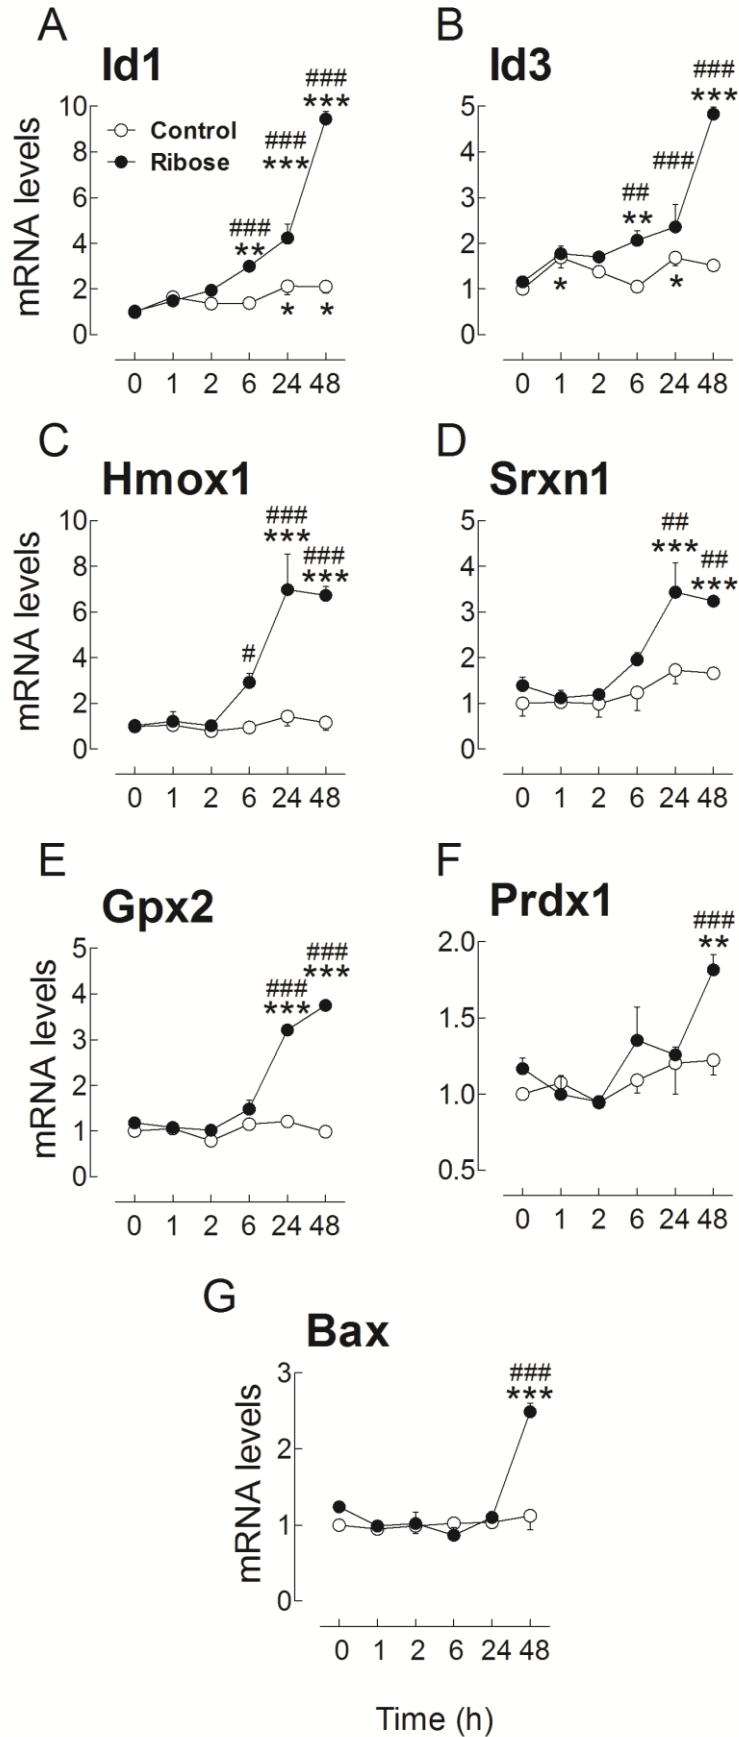 A
Id1
mRNA levels
10
8
6
4
2
0
Control
Ribose
###
**
###
***
###
***
*
*
0 1 2 6 24 48
B
Id3
5
4
3
2
1
0
*
##
**
###
*
###
***
0 1 2 6 24 48
C
Hmox1
mRNA levels
10
8
6
4
2
0
#
###
***
###
***
0 1 2 6 24 48
D
Srxn1
5
4
3
2
1
0
##
***
##
***
0 1 2 6 24 48
E
Gpx2
mRNA levels
5
4
3
2
1
0
###
***
###
***
0 1 2 6 24 48
F
Prdx1
2.0
1.5
1.0
0.5
###
**
0 1 2 6 24 48
G
Bax
mRNA levels
3
2
1
0
###
***
0 1 2 6 24 48
Time (h)